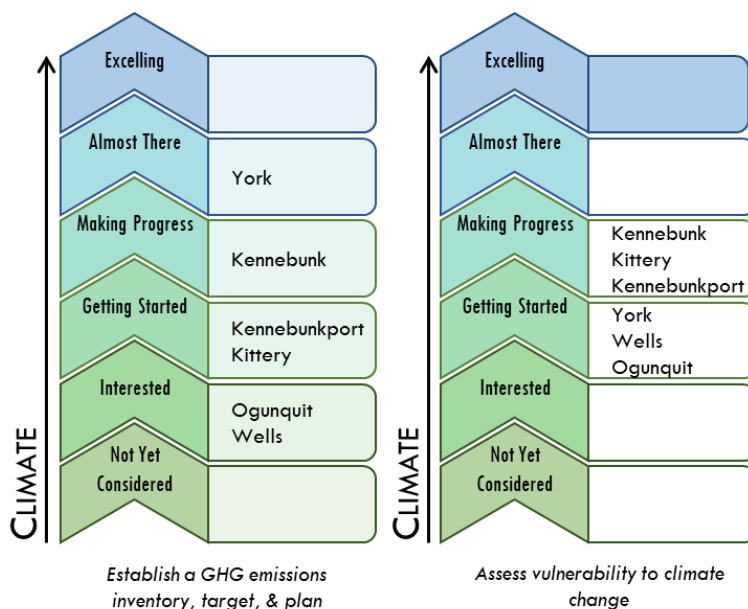 Excelling
Almost There
York
Making Progress
Kennebunk
Getting Started
Kennebunkport
Kittery
Interested
Ogunquit
Wells
Not Yet
Considered
CLIMATE
Establish a GHG emissions
inventory, target, & plan
Excelling
Almost There
Making Progress
Kennebunk
Kittery
Kennebunkport
Getting Started
York
Wells
Ogunquit
Interested
Not Yet
Considered
CLIMATE
Assess vulnerability to climate
change